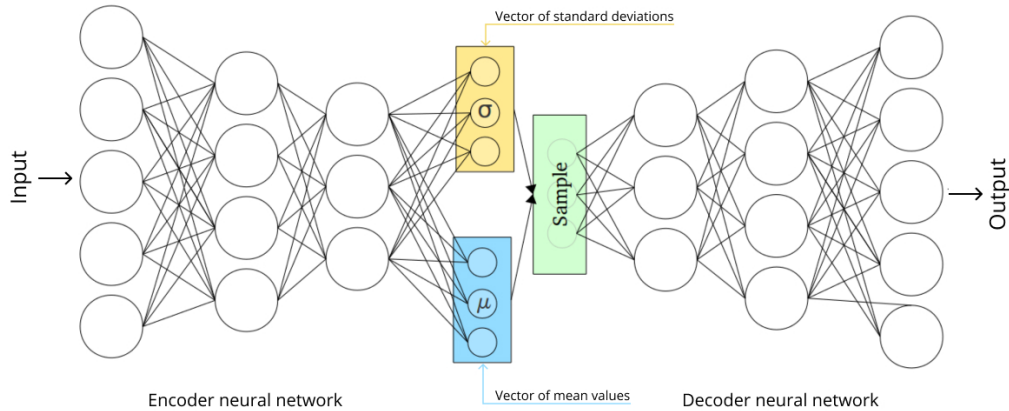 Vector of standard deviations
σ
Input
Sample
Output
μ
Vector of mean values
Encoder neural network
Decoder neural network